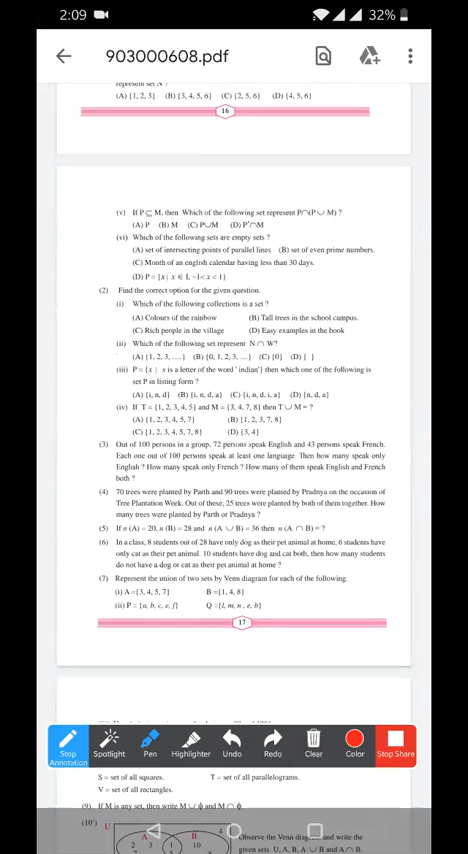 2:09
32%
903000608.pdf
represent set N ?
(A) {1, 2, 3} (B) {3, 4, 5, 6} (C) {2, 5, 6} (D) {4, 5, 6}
16
(v) If P ⊆ M, then Which of the following set represent P∩(P ∪ M) ?
(A) P (B) M (C) P∪M (D) P'∩M
(vi) Which of the following sets are empty sets ?
(A) set of intersecting points of parallel lines (B) set of even prime numbers.
(C) Month of an english calendar having less than 30 days.
(D) P = {x | x ∈ I, −1< x < 1}
(2) Find the correct option for the given question.
(i) Which of the following collections is a set ?
(A) Colours of the rainbow (B) Tall trees in the school campus.
(C) Rich people in the village (D) Easy examples in the book
(ii) Which of the following set represent N ∩ W?
(A) {1, 2, 3, .....} (B) {0, 1, 2, 3, ....} (C) {0} (D) { }
(iii) P = {x | x is a letter of the word ' indian'} then which one of the following is
set P in listing form ?
(A) {i, n, d} (B) {i, n, d, a} (C) {i, n, d, i, a} (D) {n, d, a}
(iv) If T = {1, 2, 3, 4, 5} and M = {3, 4, 7, 8} then T ∪ M = ?
(A) {1, 2, 3, 4, 5, 7} (B) {1, 2, 3, 7, 8}
(C) {1, 2, 3, 4, 5, 7, 8} (D) {3, 4}
(3) Out of 100 persons in a group, 72 persons speak English and 43 persons speak French.
Each one out of 100 persons speak at least one language. Then how many speak only
English ? How many speak only French ? How many of them speak English and French
both ?
(4) 70 trees were planted by Parth and 90 trees were planted by Pradnya on the occasion of
Tree Plantation Week. Out of these; 25 trees were planted by both of them together. How
many trees were planted by Parth or Pradnya ?
(5) If n (A) = 20, n (B) = 28 and n (A ∪ B) = 36 then n (A ∩ B) = ?
(6) In a class, 8 students out of 28 have only dog as their pet animal at home, 6 students have
only cat as their pet animal. 10 students have dog and cat both, then how many students
do not have a dog or cat as their pet animal at home ?
(7) Represent the union of two sets by Venn diagram for each of the following.
(i) A ={3, 4, 5, 7} B ={1, 4, 8}
(ii) P = {a, b, c, e, f} Q ={l, m, n , e, b}
17
Stop Annotation
Spotlight
Pen
Highlighter
Undo
Redo
Clear
Color
Stop Share
S = set of all squares. T = set of all parallelograms.
V = set of all rectangles.
(9) If M is any set, then write M ∪ ϕ and M ∩ ϕ.
(10)
U
A B 4
2 3 1 10
Observe the Venn diagram and write the
given sets U, A, B, A ∪ B and A ∩ B.